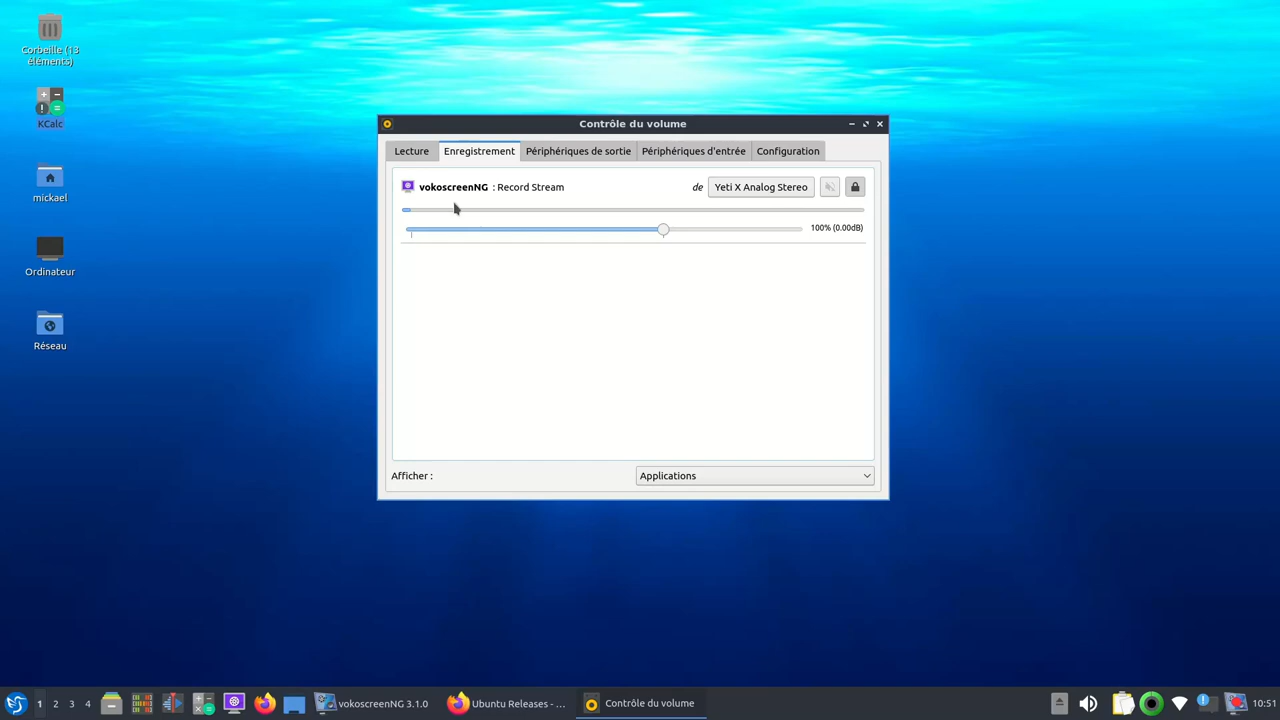 Corbeille (13
éléments)
KCalc
mickael
Ordinateur
Réseau
Contrôle du volume
Lecture
Enregistrement
Périphériques de sortie
Périphériques d'entrée
Configuration
vokoscreenNG : Record Stream
de
Yeti X Analog Stereo
100% (0.00dB)
Afficher :
Applications
1
2
3
4
vokoscreenNG 3.1.0
Ubuntu Releases - ...
Contrôle du volume
10:51